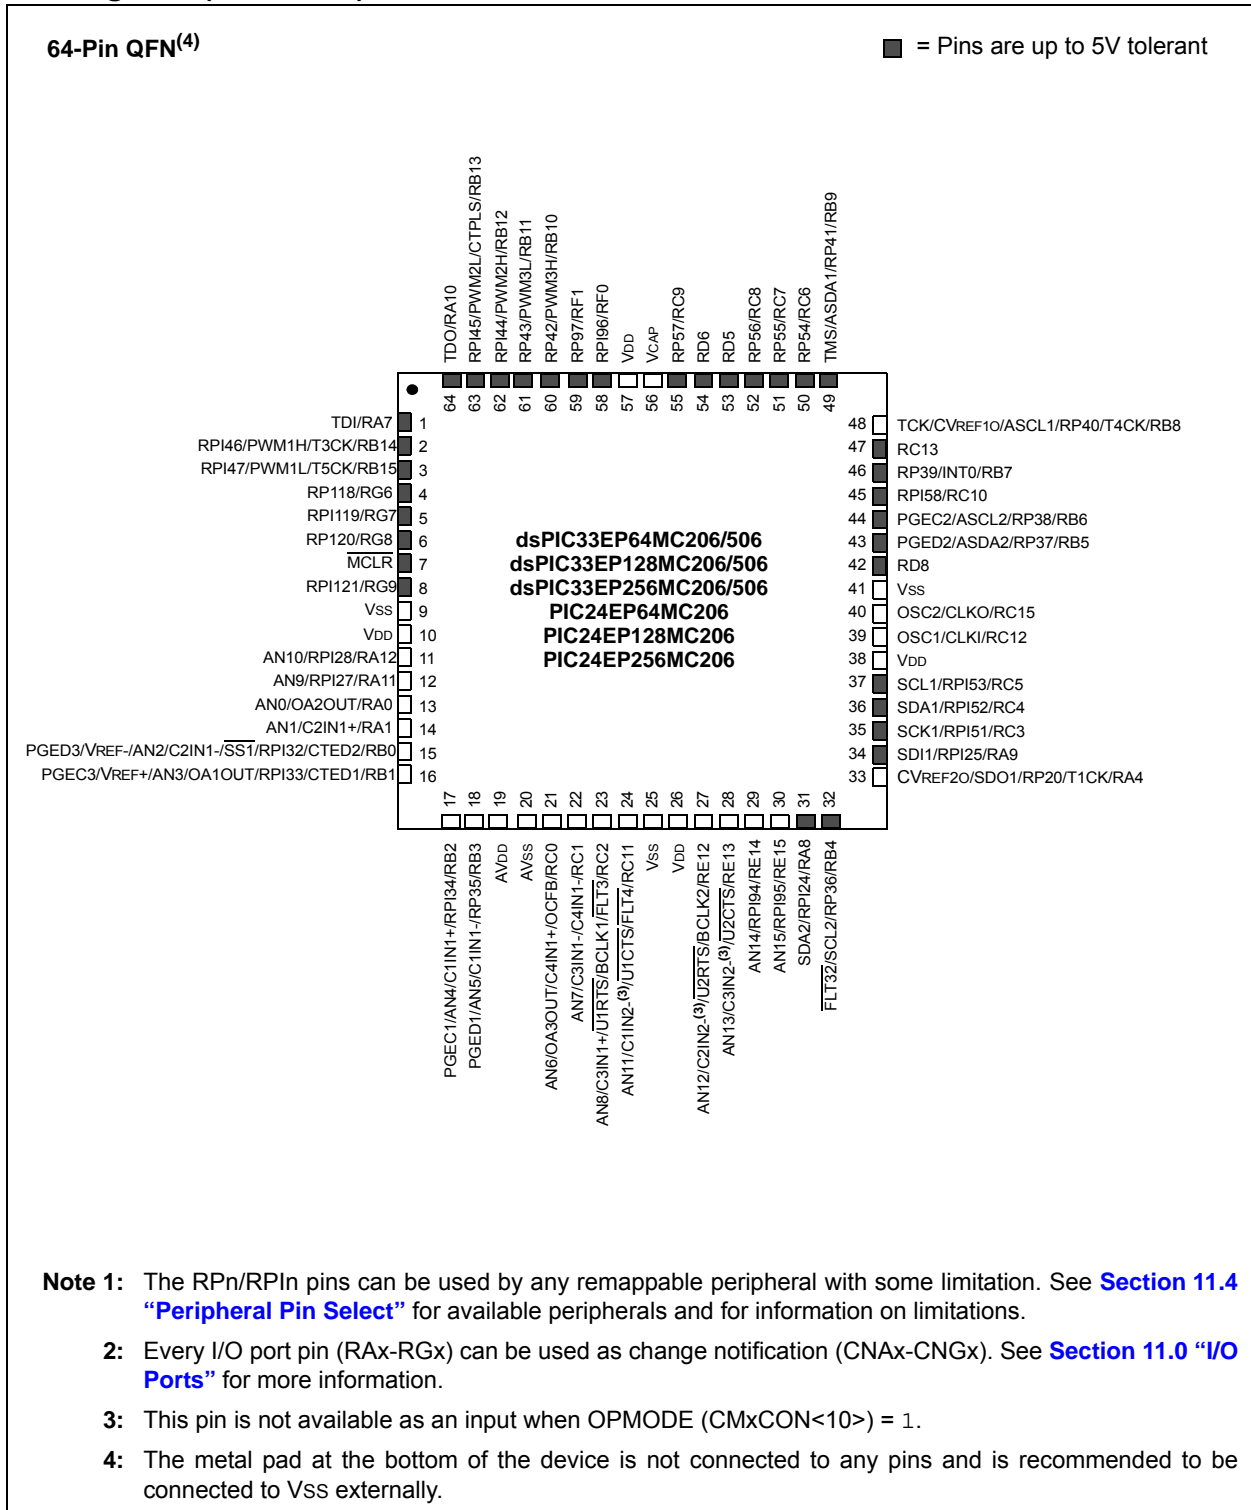 64-Pin QFN(4)
= Pins are up to 5V tolerant
TDO/RA10
RPI45/PWM2L/CTPLS/RB13
RPI44/PWM2H/RB12
RP43/PWM3L/RB11
RP42/PWM3H/RB10
RP97/RF1
RPI96/RF0
VDD
VCAP
RP57/RC9
RD6
RD5
RP56/RC8
RP55/RC7
RP54/RC6
TMS/ASDA1/RP41/RB9
64 63 62 61 60 59 58 57 56 55 54 53 52 51 50 49
TDI/RA7 1
RPI46/PWM1H/T3CK/RB14 2
RPI47/PWM1L/T5CK/RB15 3
RP118/RG6 4
RPI119/RG7 5
RP120/RG8 6
MCLR 7
RPI121/RG9 8
VSS 9
VDD 10
AN10/RPI28/RA12 11
AN9/RPI27/RA11 12
AN0/OA2OUT/RA0 13
AN1/C2IN1+/RA1 14
PGED3/VREF-/AN2/C2IN1-/SS1/RPI32/CTED2/RB0 15
PGEC3/VREF+/AN3/OA1OUT/RPI33/CTED1/RB1 16
dsPIC33EP64MC206/506
dsPIC33EP128MC206/506
dsPIC33EP256MC206/506
PIC24EP64MC206
PIC24EP128MC206
PIC24EP256MC206
48 TCK/CVREF1O/ASCL1/RP40/T4CK/RB8
47 RC13
46 RP39/INT0/RB7
45 RPI58/RC10
44 PGEC2/ASCL2/RP38/RB6
43 PGED2/ASDA2/RP37/RB5
42 RD8
41 VSS
40 OSC2/CLKO/RC15
39 OSC1/CLKI/RC12
38 VDD
37 SCL1/RPI53/RC5
36 SDA1/RPI52/RC4
35 SCK1/RPI51/RC3
34 SDI1/RPI25/RA9
33 CVREF2O/SDO1/RP20/T1CK/RA4
17 18 19 20 21 22 23 24 25 26 27 28 29 30 31 32
PGEC1/AN4/C1IN1+/RPI34/RB2
PGED1/AN5/C1IN1-/RP35/RB3
AVDD
AVSS
AN6/OA3OUT/C4IN1+/OCFB/RC0
AN7/C3IN1-/C4IN1-/RC1
AN8/C3IN1+/U1RTS/BCLK1/FLT3/RC2
AN11/C1IN2-(3)/U1CTS/FLT4/RC11
VSS
VDD
AN12/C2IN2-(3)/U2RTS/BCLK2/RE12
AN13/C3IN2-(3)/U2CTS/RE13
AN14/RPI94/RE14
AN15/RPI95/RE15
SDA2/RPI24/RA8
FLT32/SCL2/RP36/RB4
Note 1: The RPn/RPIn pins can be used by any remappable peripheral with some limitation. See Section 11.4
"Peripheral Pin Select" for available peripherals and for information on limitations.
2: Every I/O port pin (RAx-RGx) can be used as change notification (CNAx-CNGx). See Section 11.0 "I/O
Ports" for more information.
3: This pin is not available as an input when OPMODE (CMxCON<10>) = 1.
4: The metal pad at the bottom of the device is not connected to any pins and is recommended to be
connected to VSS externally.